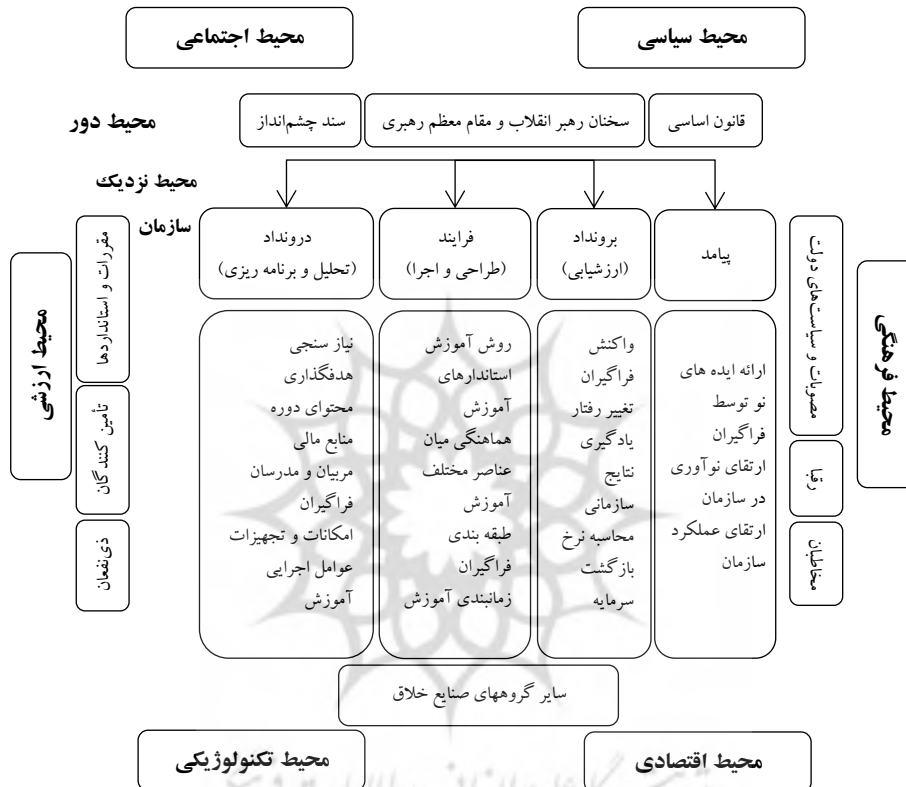 محیط سیاسی
محیط اجتماعی
محیط دور
قانون اساسی
سخنان رهبر انقلاب و مقام معظم رهبری
سند چشم‌انداز
محیط نزدیک
سازمان
محیط فرهنگی
مصوبات و سیاست‌های دولت
رقبا
مخاطبان
پیامد
ارائه ایده های
نو توسط
فراگیران
ارتقای نوآوری
در سازمان
ارتقای عملکرد
سازمان
برونداد
(ارزشیابی)
واکنش
فراگیران
تغییر رفتار
یادگیری
نتایج
سازمانی
محاسبه نرخ
بازگشت
سرمایه
فرایند
(طراحی و اجرا)
روش آموزش
استاندارهای
آموزش
هماهنگی میان
عناصر مختلف
آموزش
طبقه بندی
فراگیران
زمانبندی آموزش
درونداد
(تحلیل و برنامه ریزی)
نیاز سنجی
هدفگذاری
محتوای دوره
منابع مالی
مربیان و مدرسان
فراگیران
امکانات و تجهیزات
عوامل اجرایی
آموزش
مقررات و استانداردها
تأمین کنندگان
ذی‌نفعان
محیط ارزشی
سایر گروههای صنایع خلاق
محیط اقتصادی
محیط تکنولوژیکی